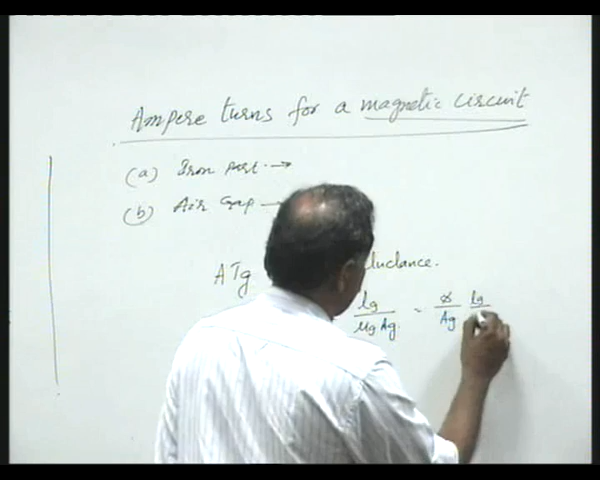 Ampere turns for a magnetic circuit
(a) Iron part →
(b) Air Gap →
ATg luctance.
lg / μg Ag = φ / Ag lg